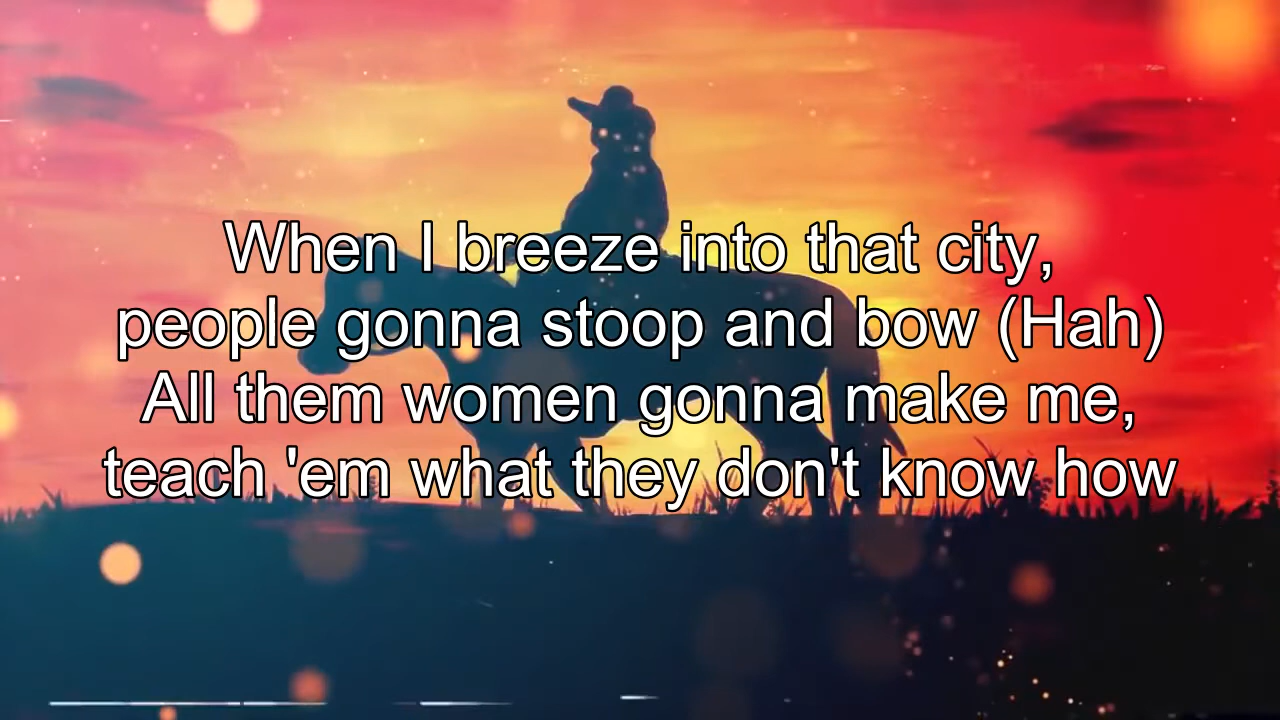 When I breeze into that city,
people gonna stoop and bow (Hah)
All them women gonna make me,
teach 'em what they don't know how